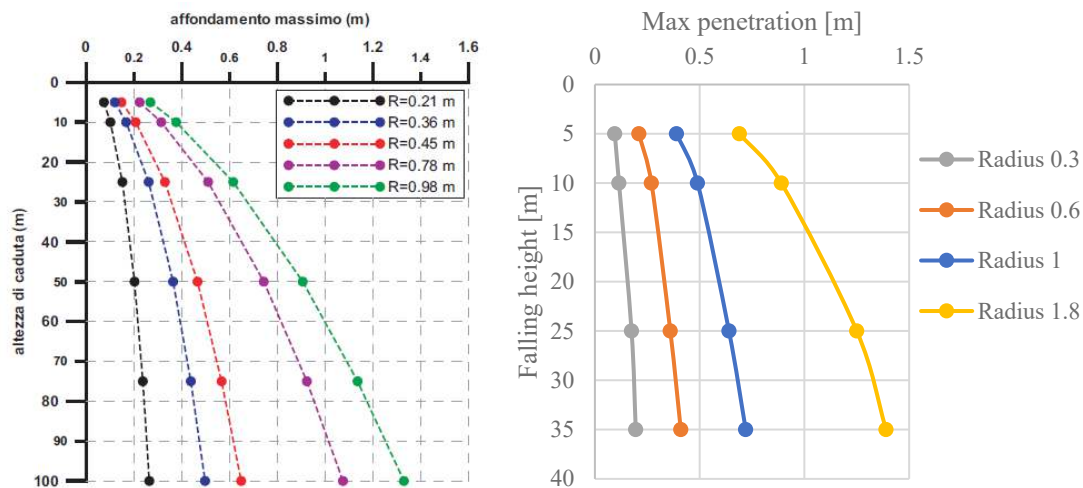 affondamento massimo (m)
0 0.4 0.8 1.2 1.6
0.2 0.6 1 1.4
0
10
20
30
40
50
60
70
80
90
100
altezza di caduta (m)
R=0.21 m
R=0.36 m
R=0.45 m
R=0.78 m
R=0.98 m
Max penetration [m]
0 0.5 1 1.5
0
5
10
15
20
25
30
35
40
Falling height [m]
Radius 0.3
Radius 0.6
Radius 1
Radius 1.8